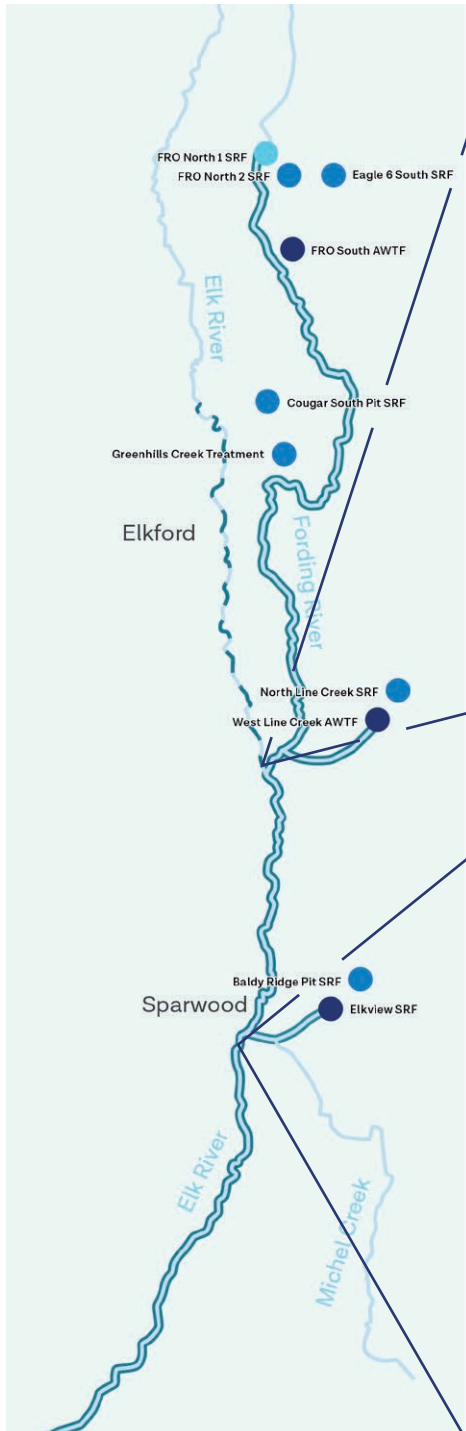 FRO North 1 SRF
FRO North 2 SRF
Eagle 6 South SRF
FRO South AWTF
Elk River
Cougar South Pit SRF
Greenhills Creek Treatment
Elkford
Fording River
North Line Creek SRF
West Line Creek AWTF
Baldy Ridge Pit SRF
Sparwood
Elkview SRF
Elk River
Michel Creek